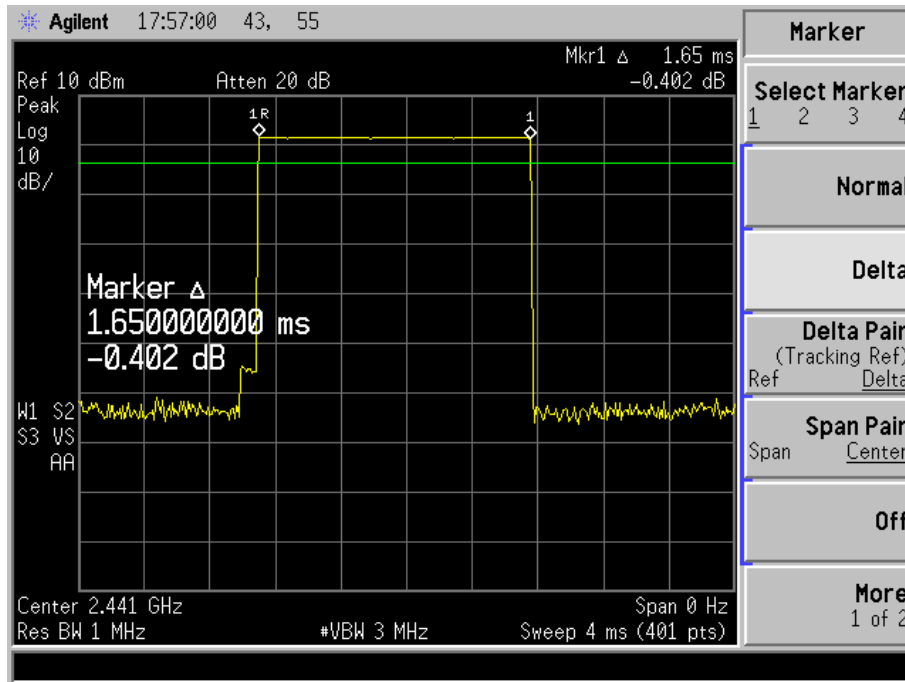 Agilent 17:57:00 43, 55
Mkr1 Δ 1.65 ms
Ref 10 dBm Atten 20 dB -0.402 dB
Peak
Log
10
dB/
1R
1
Marker Δ
1.650000000 ms
-0.402 dB
W1 S2
S3 VS
AA
Center 2.441 GHz Span 0 Hz
Res BW 1 MHz #VBW 3 MHz Sweep 4 ms (401 pts)
Marker
Select Marker
1 2 3 4
Normal
Delta
Delta Pair
(Tracking Ref)
Ref Delta
Span Pair
Span Center
Off
More
1 of 2